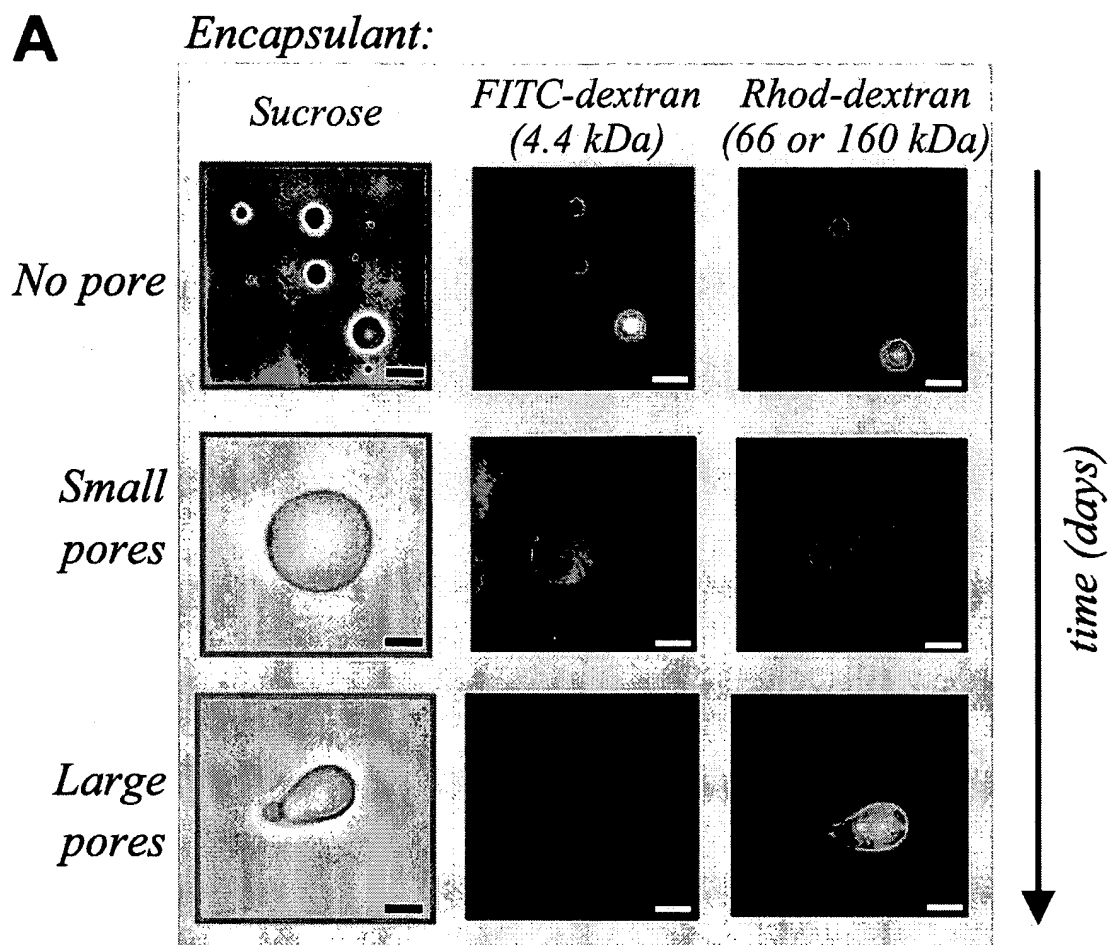 A
Encapsulant:
Sucrose
FITC-dextran
(4.4 kDa)
Rhod-dextran
(66 or 160 kDa)
No pore
Small
pores
Large
pores
time (days)